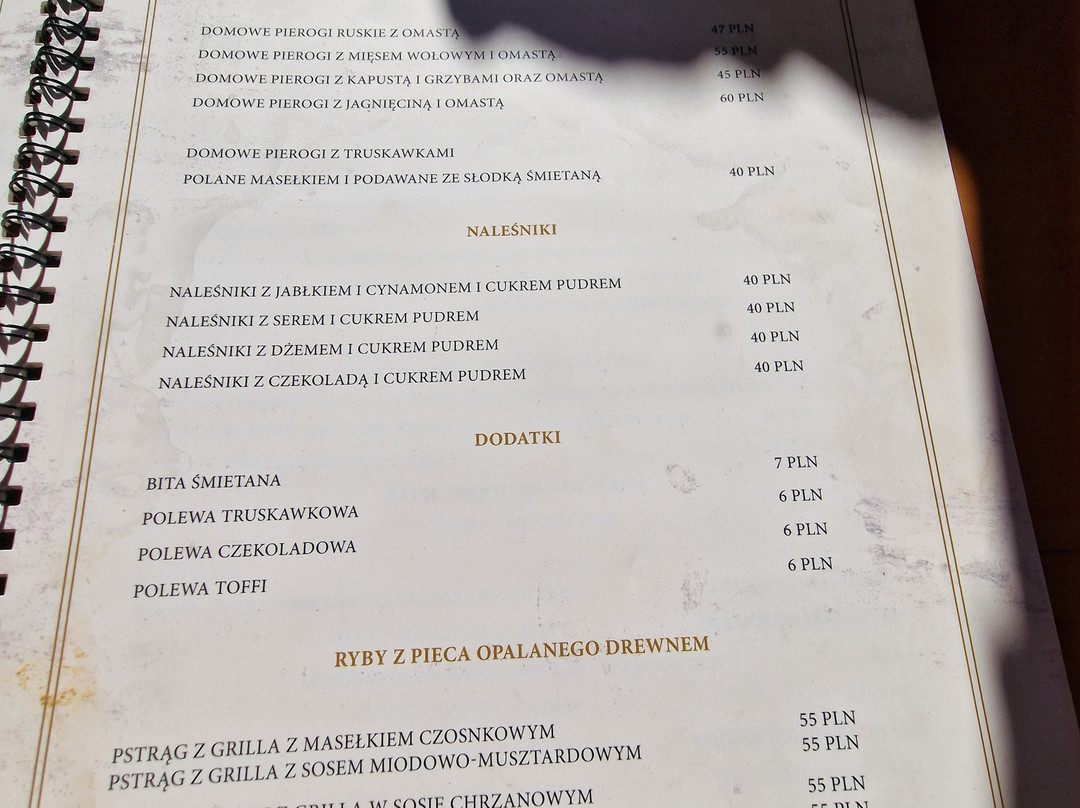 DOMOWE PIEROGI RUSKIE Z OMASTĄ 47 PLN
DOMOWE PIEROGI Z MIĘSEM WOŁOWYM I OMASTĄ 55 PLN
DOMOWE PIEROGI Z KAPUSTĄ I GRZYBAMI ORAZ OMASTĄ 45 PLN
DOMOWE PIEROGI Z JAGNIĘCINĄ I OMASTĄ 60 PLN
DOMOWE PIEROGI Z TRUSKAWKAMI
POLANE MASEŁKIEM I PODAWANE ZE SŁODKĄ ŚMIETANĄ 40 PLN
NALEŚNIKI
NALEŚNIKI Z JABŁKIEM I CYNAMONEM I CUKREM PUDREM 40 PLN
NALEŚNIKI Z SEREM I CUKREM PUDREM 40 PLN
NALEŚNIKI Z DŻEMEM I CUKREM PUDREM 40 PLN
NALEŚNIKI Z CZEKOLADĄ I CUKREM PUDREM 40 PLN
DODATKI
BITA ŚMIETANA 7 PLN
POLEWA TRUSKAWKOWA 6 PLN
POLEWA CZEKOLADOWA 6 PLN
POLEWA TOFFI 6 PLN
RYBY Z PIECA OPALANEGO DREWNEM
PSTRĄG Z GRILLA Z MASEŁKIEM CZOSNKOWYM 55 PLN
PSTRĄG Z GRILLA Z SOSEM MIODOWO-MUSZTARDOWYM 55 PLN
Z GRILLA W SOSIE CHRZANOWYM 55 PLN
55 PLN